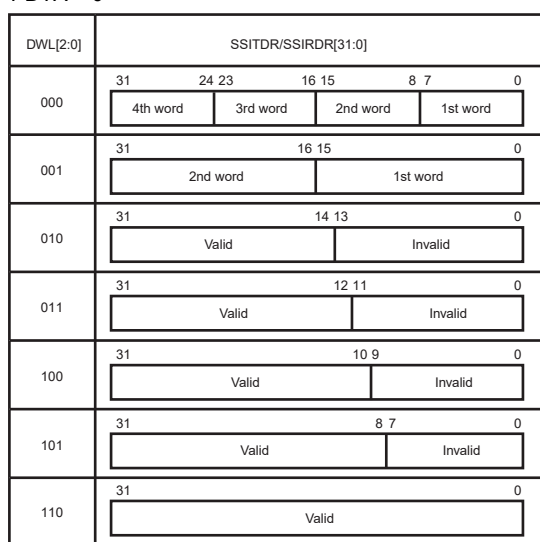 DWL[2:0] SSITDR/SSIRDR[31:0]
31 24 23 16 15 8 7 0
000 4th word 3rd word 2nd word 1st word
31 16 15 0
001 2nd word 1st word
31 14 13 0
010 Valid Invalid
31 12 11 0
011 Valid Invalid
31 10 9 0
100 Valid Invalid
31 8 7 0
101 Valid Invalid
31 0
110 Valid